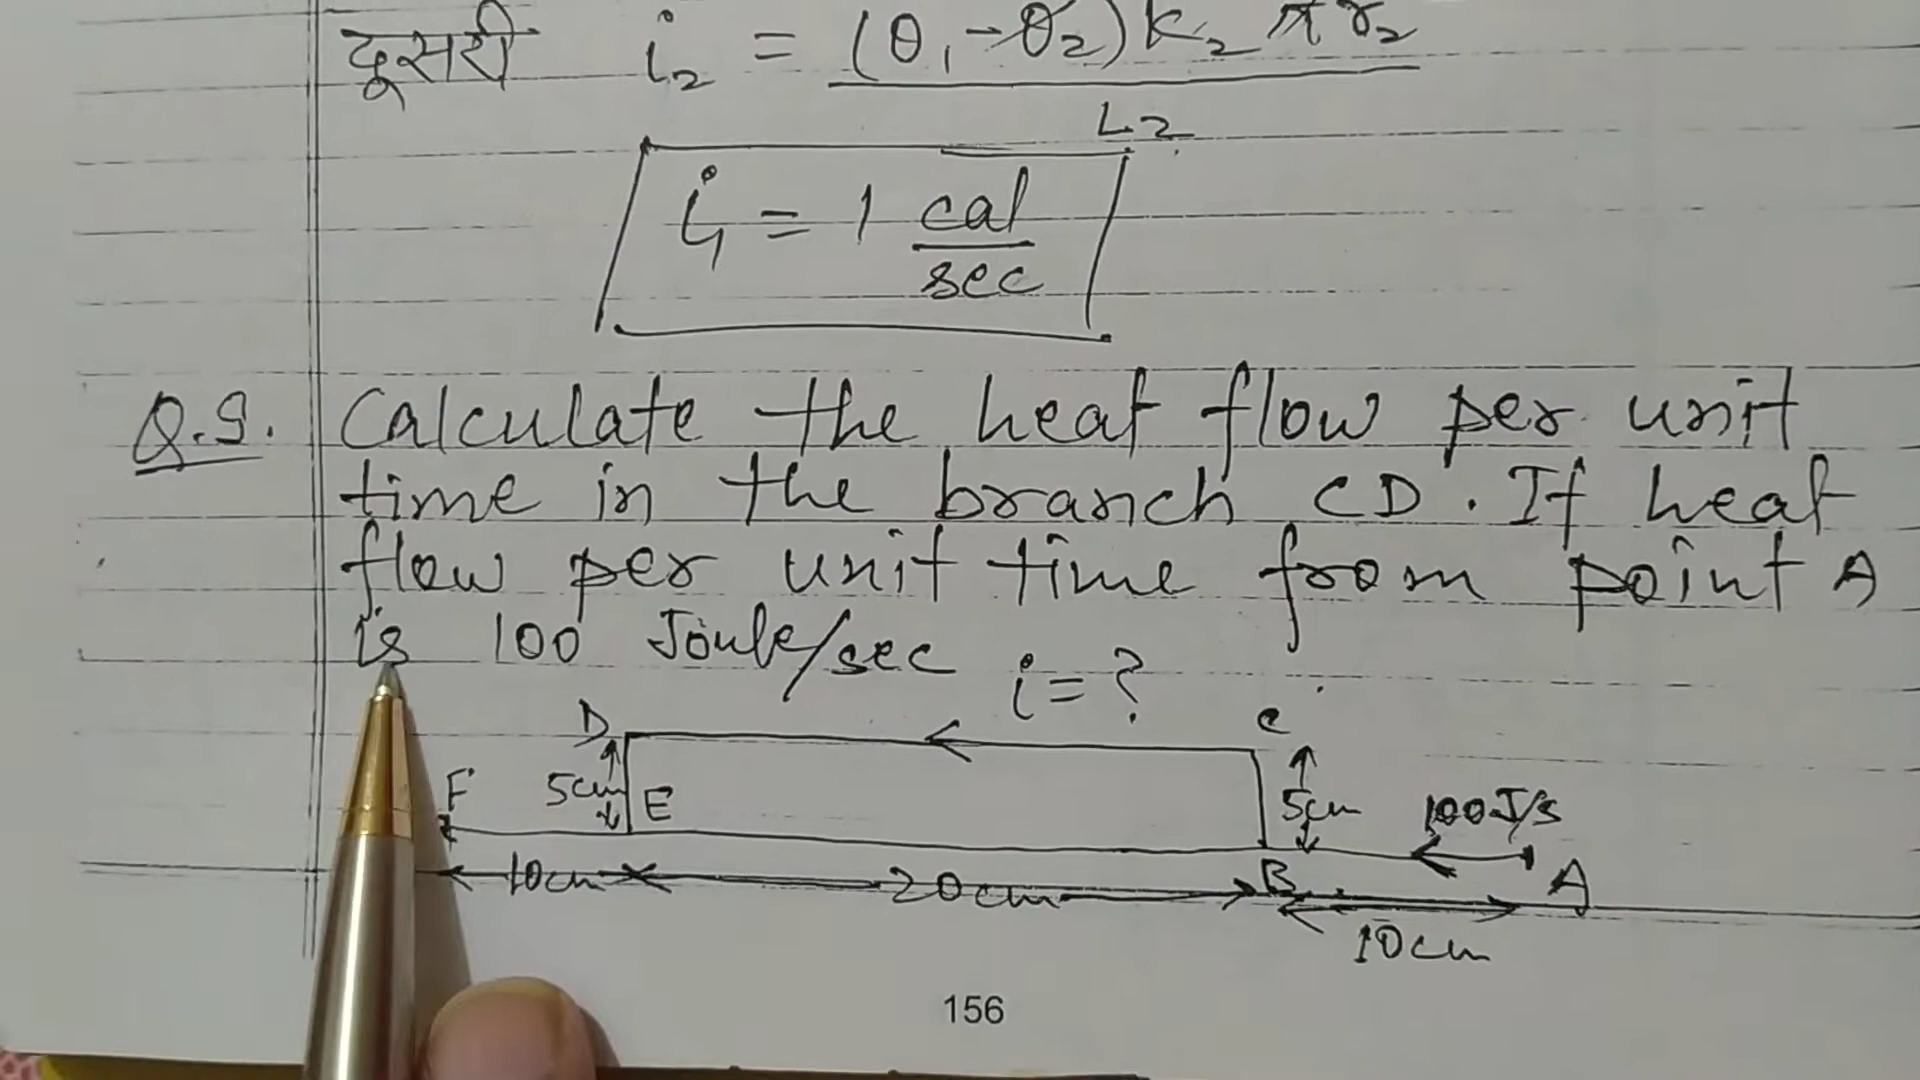 दूसरी i₂ = (θ₁-θ₂)K₂ πr₂
L₂
i₁ = 1 cal
sec
Q.9. Calculate the heat flow per unit
time in the branch CD. If heat
flow per unit time from point A
is 100 Joule/sec i=?
D C
F 5cm E 5cm 100J/s
10cm 20cm B A
10cm
156